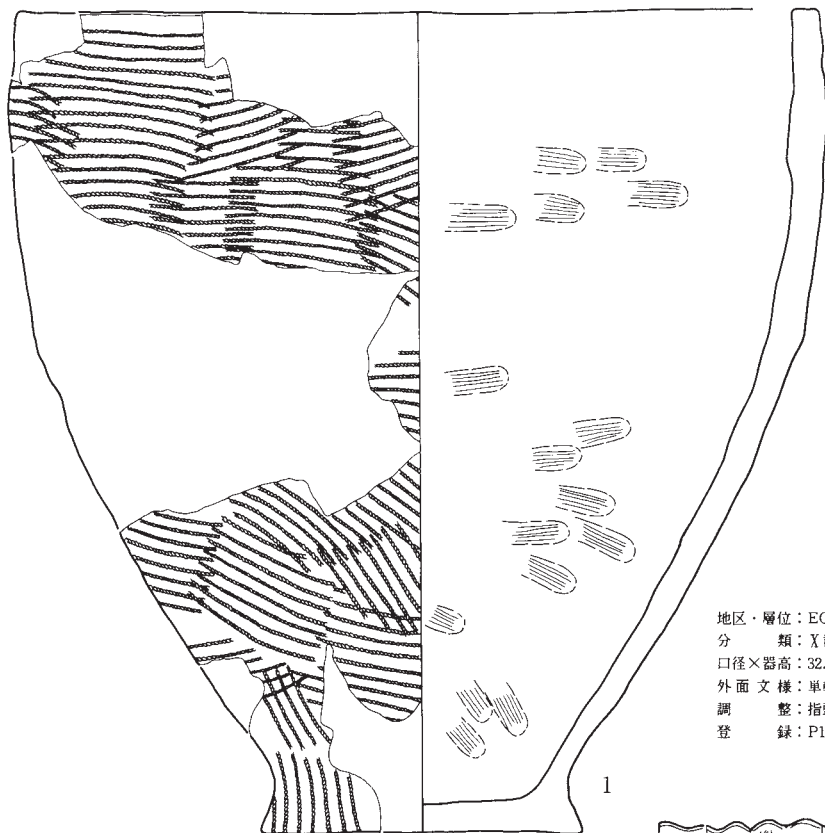 地区・層位：EC
分　　類：X
口径×器高：32.
外面文様：単
調　　整：指
登　　録：P1
1